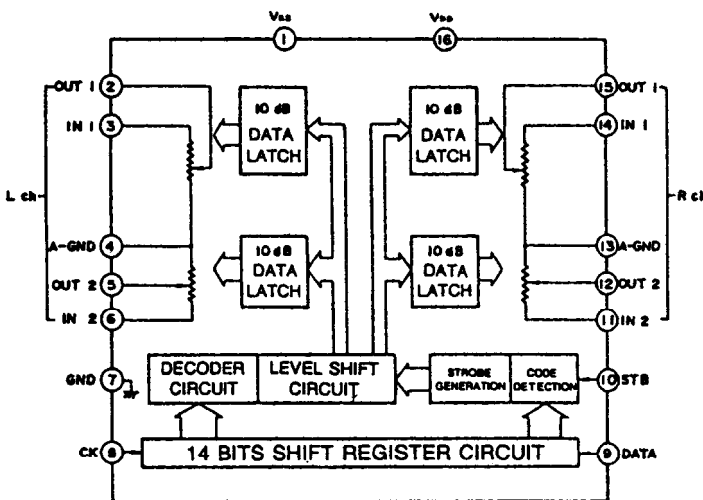 Vss VDD
1 16
OUT 1 2
IN 1 3
L ch
A-GND 4
OUT 2 5
IN 2 6
GND 7
CK 8
10 dB
DATA
LATCH
10 dB
DATA
LATCH
10 dB
DATA
LATCH
10 dB
DATA
LATCH
15 OUT 1
14 IN 1
R ch
13 A-GND
12 OUT 2
11 IN 2
10 STB
9 DATA
DECODER
CIRCUIT
LEVEL SHIFT
CIRCUIT
STROBE
GENERATION
CODE
DETECTION
14 BITS SHIFT REGISTER CIRCUIT